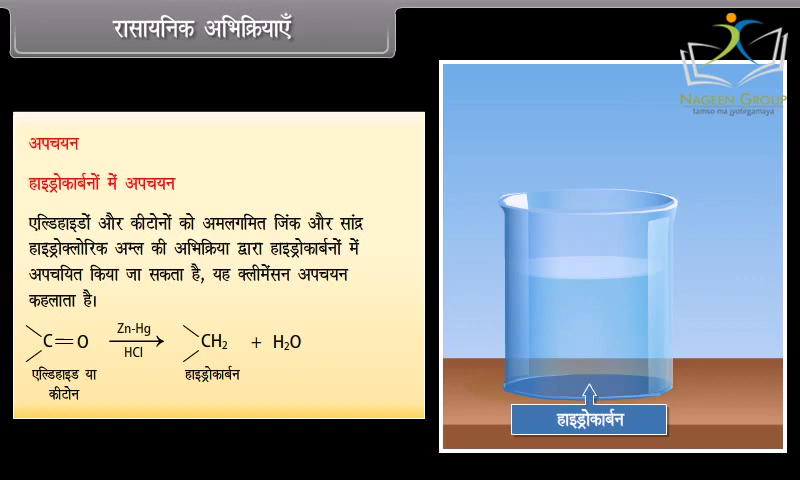 रासायनिक अभिक्रियाएँ
NAGEEN GROUP
tamso ma jyotegamaya
अपचयन
हाइड्रोकार्बनों में अपचयन
एल्डिहाइडों और कीटोनों को अमलगमित जिंक और सांद्र
हाइड्रोक्लोरिक अम्ल की अभिक्रिया द्वारा हाइड्रोकार्बनों में
अपचयित किया जा सकता है, यह क्लीमेंसन अपचयन
कहलाता है।
C=O Zn-Hg HCl CH₂ + H₂O
एल्डिहाइड या
कीटोन
हाइड्रोकार्बन
हाइड्रोकार्बन